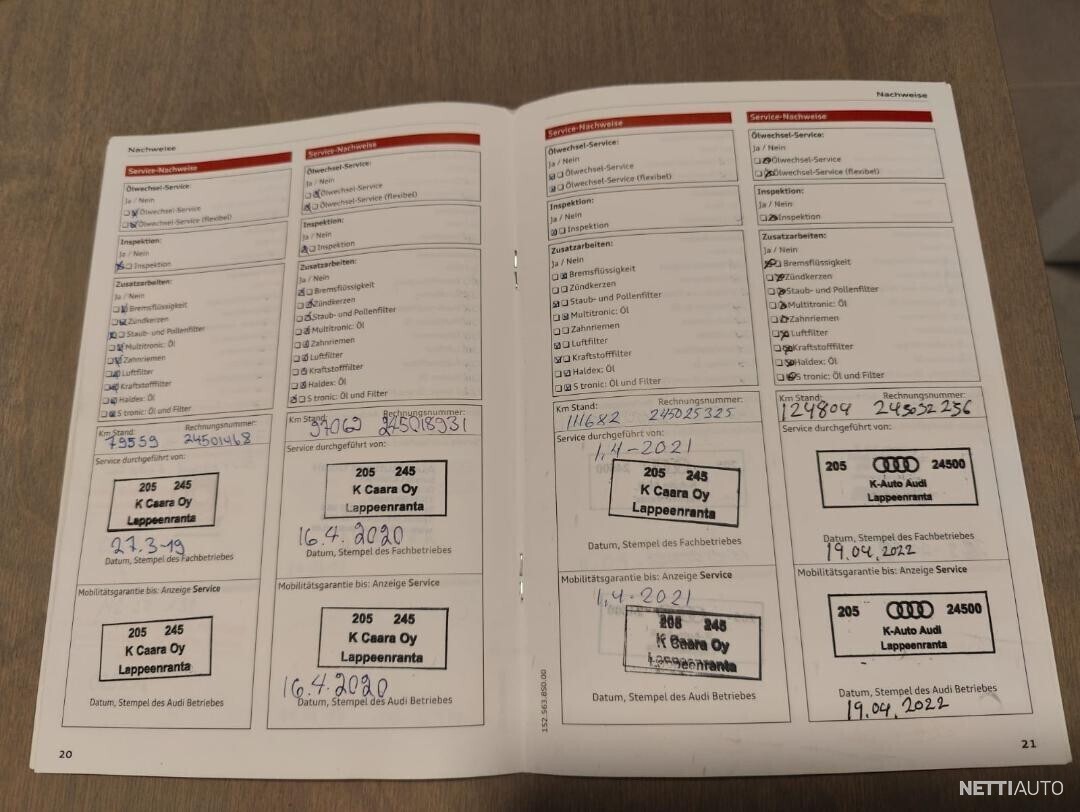 Nachweise
Service-Nachweise
Ölwechsel-Service:
Ja / Nein
Ölwechsel-Service
Ölwechsel-Service (flexibel)
Inspektion:
Ja / Nein
Inspektion
Zusatzarbeiten:
Ja / Nein
Bremsflüssigkeit
Zündkerzen
Staub- und Pollenfilter
Multitronic: Öl
Zahnriemen
Luftfilter
Kraftstofffilter
Haldex: Öl
S tronic: Öl und Filter
Km Stand: Rechnungsnummer:
79559
Service durchgeführt von:
205 245
K Caara Oy
Lappeenranta
27.3-19
Datum, Stempel des Fachbetriebes
Mobilitätsgarantie bis: Anzeige Service
205 245
K Caara Oy
Lappeenranta
Datum, Stempel des Audi Betriebes
20
Service-Nachweise
Ölwechsel-Service:
Ja / Nein
Ölwechsel-Service
Ölwechsel-Service (flexibel)
Inspektion:
Ja / Nein
Inspektion
Zusatzarbeiten:
Ja / Nein
Bremsflüssigkeit
Zündkerzen
Staub- und Pollenfilter
Multitronic: Öl
Zahnriemen
Luftfilter
Kraftstofffilter
Haldex: Öl
S tronic: Öl und Filter
Km Stand: Rechnungsnummer:
245018931
Service durchgeführt von:
205 245
K Caara Oy
Lappeenranta
16.4.2020
Datum, Stempel des Fachbetriebes
Mobilitätsgarantie bis: Anzeige Service
205 245
K Caara Oy
Lappeenranta
16.4.2020
Datum, Stempel des Audi Betriebes
Service-Nachweise
Ölwechsel-Service:
Ja / Nein
Ölwechsel-Service
Ölwechsel-Service (flexibel)
Inspektion:
Ja / Nein
Inspektion
Zusatzarbeiten:
Ja / Nein
Bremsflüssigkeit
Zündkerzen
Staub- und Pollenfilter
Multitronic: Öl
Zahnriemen
Luftfilter
Kraftstofffilter
Haldex: Öl
S tronic: Öl und Filter
Km Stand: Rechnungsnummer:
111682 245025325
Service durchgeführt von:
1.4-2021
205 245
K Caara Oy
Lappeenranta
Datum, Stempel des Fachbetriebes
Mobilitätsgarantie bis: Anzeige Service
1.4-2021
205 245
K Caara Oy
Lappeenranta
Datum, Stempel des Audi Betriebes
152.563.850.00
Nachweise
Service-Nachweise
Ölwechsel-Service:
Ja / Nein
Ölwechsel-Service
Ölwechsel-Service (flexibel)
Inspektion:
Ja / Nein
Inspektion
Zusatzarbeiten:
Ja / Nein
Bremsflüssigkeit
Zündkerzen
Staub- und Pollenfilter
Multitronic: Öl
Zahnriemen
Luftfilter
Kraftstofffilter
Haldex: Öl
S tronic: Öl und Filter
Km Stand: Rechnungsnummer:
124804 245032256
Service durchgeführt von:
205 24500
K-Auto Audi
Lappeenranta
Datum, Stempel des Fachbetriebes
19.04.2022
Mobilitätsgarantie bis: Anzeige Service
205 24500
K-Auto Audi
Lappeenranta
Datum, Stempel des Audi Betriebes
19.04.2022
21
NETTIAUTO